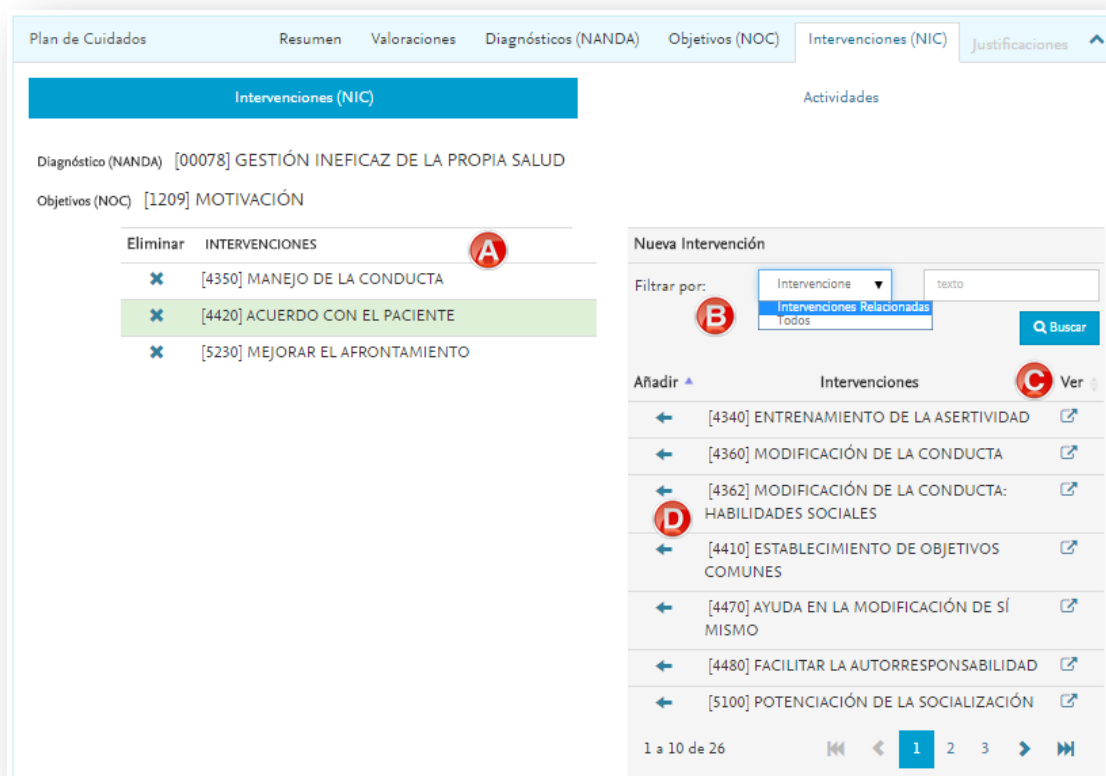 Plan de Cuidados Resumen Valoraciones Diagnósticos (NANDA) Objetivos (NOC) Intervenciones (NIC) Justificaciones
Intervenciones (NIC) Actividades
Diagnóstico (NANDA) [00078] GESTIÓN INEFICAZ DE LA PROPIA SALUD
Objetivos (NOC) [1209] MOTIVACIÓN
Eliminar INTERVENCIONES A
[4350] MANEJO DE LA CONDUCTA
[4420] ACUERDO CON EL PACIENTE
[5230] MEJORAR EL AFRONTAMIENTO
Nueva Intervención
Filtrar por: Intervencione texto
B Intervenciones Relacionadas
Todos
Buscar
Añadir Intervenciones C Ver
[4340] ENTRENAMIENTO DE LA ASERTIVIDAD
[4360] MODIFICACIÓN DE LA CONDUCTA
[4362] MODIFICACIÓN DE LA CONDUCTA:
D HABILIDADES SOCIALES
[4410] ESTABLECIMIENTO DE OBJETIVOS
COMUNES
[4470] AYUDA EN LA MODIFICACIÓN DE SÍ
MISMO
[4480] FACILITAR LA AUTORRESPONSABILIDAD
[5100] POTENCIACIÓN DE LA SOCIALIZACIÓN
1 a 10 de 26 1 2 3